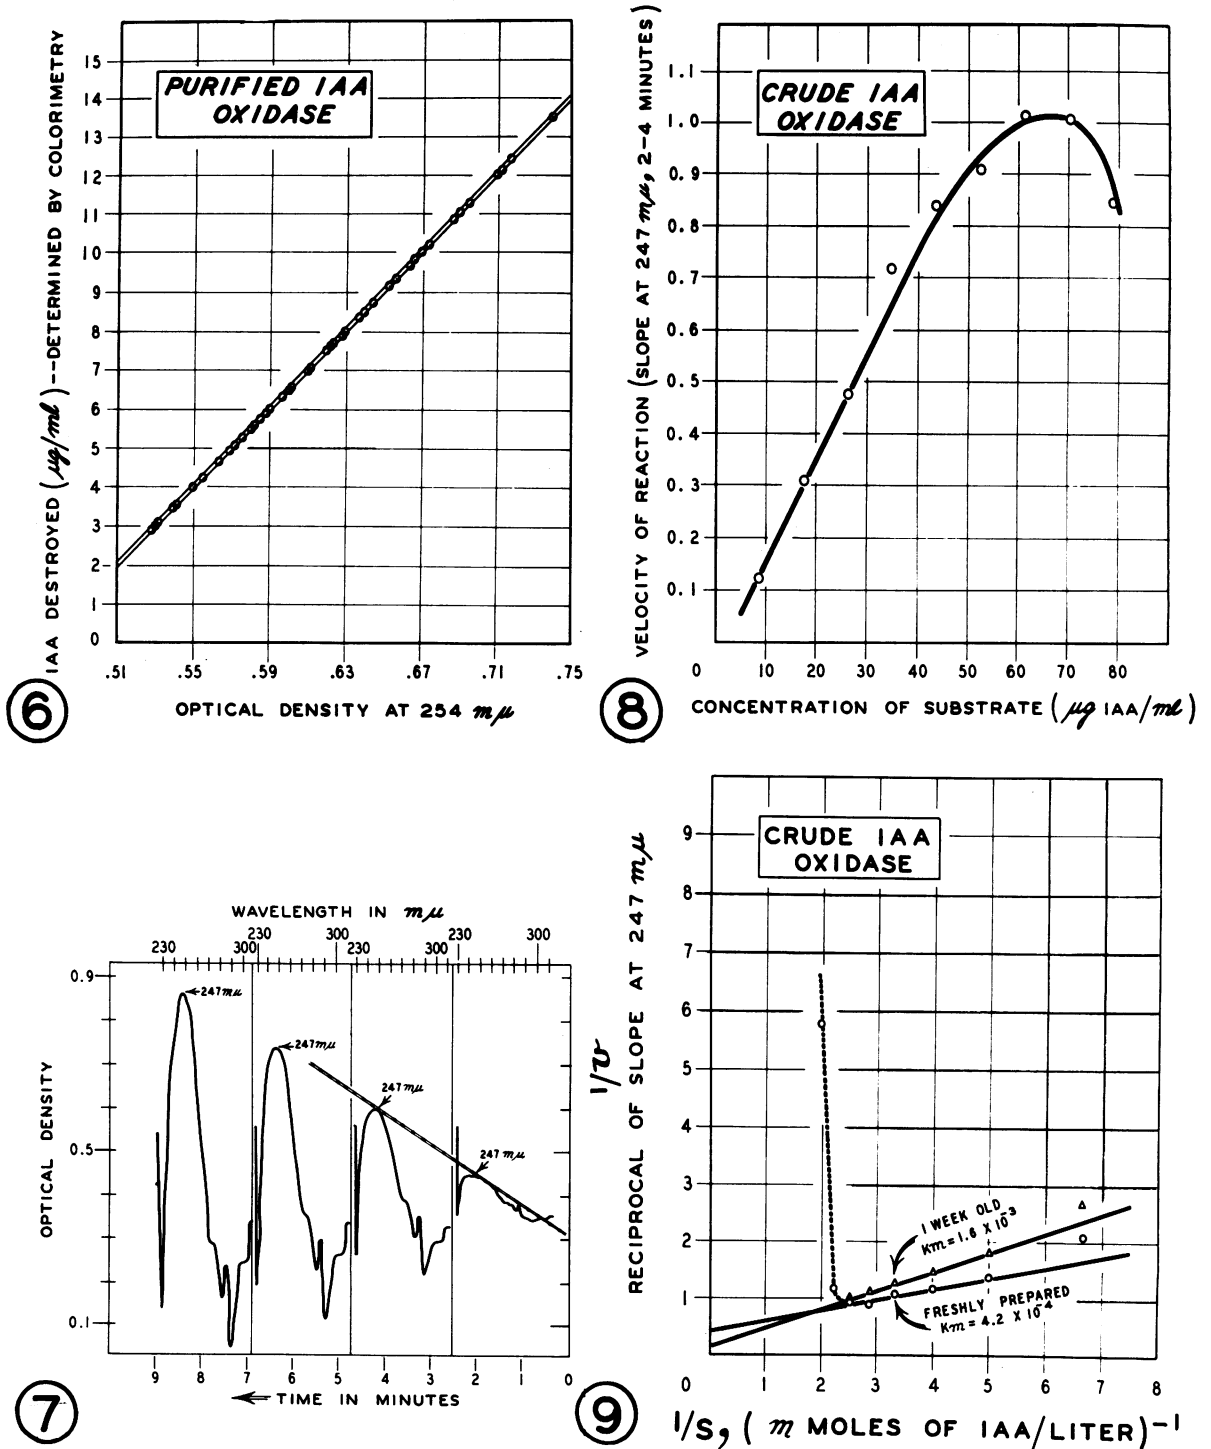 IAA DESTROYED (µg/ml)--DETERMINED BY COLORIMETRY
15
14
13
12
11
10
9
8
7
6
5
4
3
2
1
0
PURIFIED IAA
OXIDASE
.51 .55 .59 .63 .67 .71 .75
OPTICAL DENSITY AT 254 mµ
6
VELOCITY OF REACTION (SLOPE AT 247 mµ, 2-4 MINUTES)
1.1
1.0
0.9
0.8
0.7
0.6
0.5
0.4
0.3
0.2
0.1
CRUDE IAA
OXIDASE
0 10 20 30 40 50 60 70 80
CONCENTRATION OF SUBSTRATE (µg IAA/ml)
8
WAVELENGTH IN mµ
230 300 230 300 230 300 230 300
OPTICAL DENSITY
0.9
0.5
0.1
247mµ
247mµ
247mµ
247mµ
9 8 7 6 5 4 3 2 1 0
← TIME IN MINUTES
7
1/v
RECIPROCAL OF SLOPE AT 247 mµ
9
8
7
6
5
4
3
2
1
CRUDE IAA
OXIDASE
1 WEEK OLD
Km = 1.6 X 10⁻³
FRESHLY PREPARED
Km = 4.2 X 10⁻⁴
0 1 2 3 4 5 6 7 8
1/S, (m MOLES OF IAA/LITER)⁻¹
9